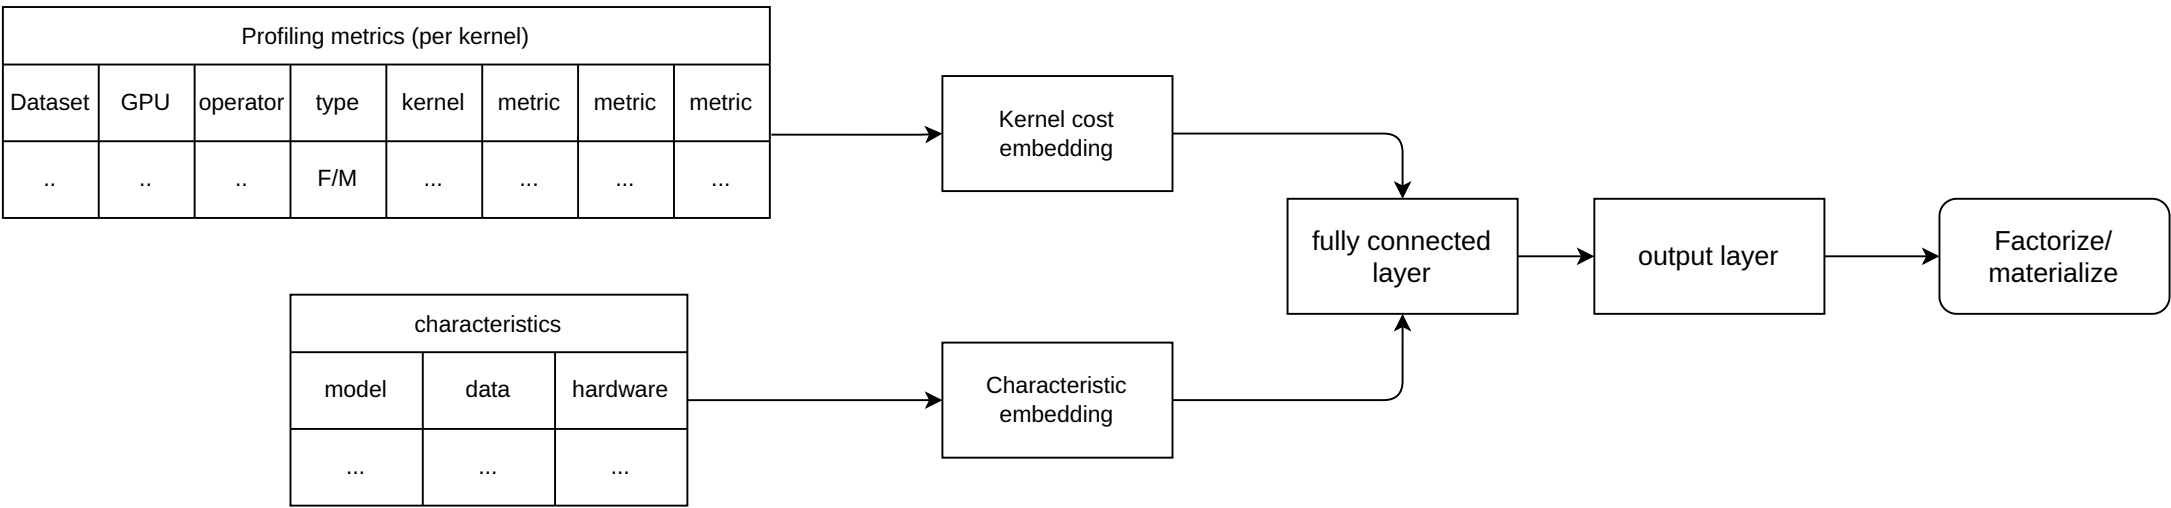 Profiling metrics (per kernel)
Dataset GPU operator type kernel metric metric metric
.. .. .. F/M ... ... ... ...
Kernel cost
embedding
fully connected
layer
output layer
Factorize/
materialize
characteristics
model data hardware
... ... ...
Characteristic
embedding